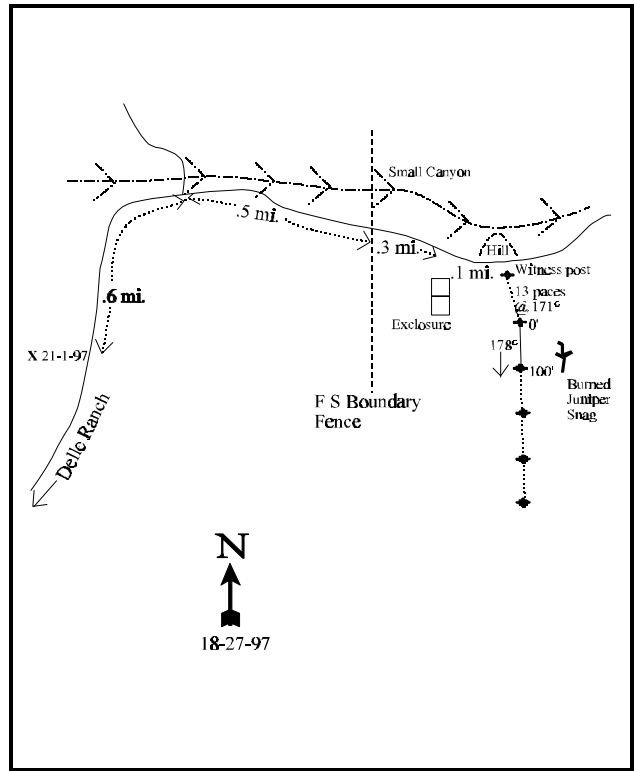 Small Canyon
.5 mi.
.3 mi.
Hill
.1 mi.
Witness post
13 paces
@ 171°
.6 mi.
Exclosure
0'
178°
X 21-1-97
100'
Burned
Juniper
Snag
F S Boundary
Fence
Delle Ranch
N
18-27-97